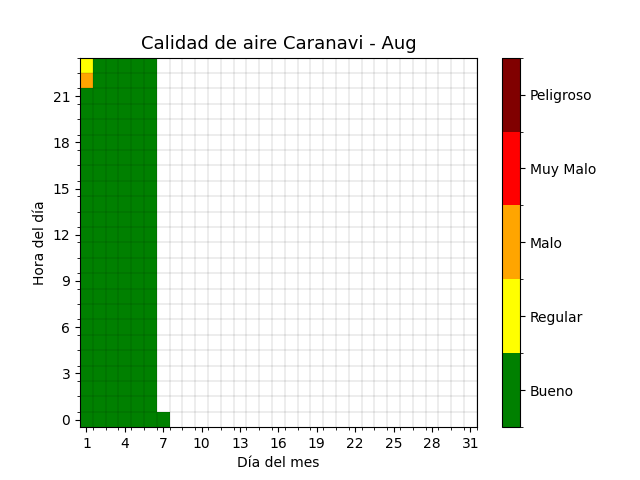 Calidad de aire Caranavi - Aug
Hora del día
21
18
15
12
9
6
3
0
1 4 7 10 13 16 19 22 25 28 31
Día del mes
Peligroso
Muy Malo
Malo
Regular
Bueno